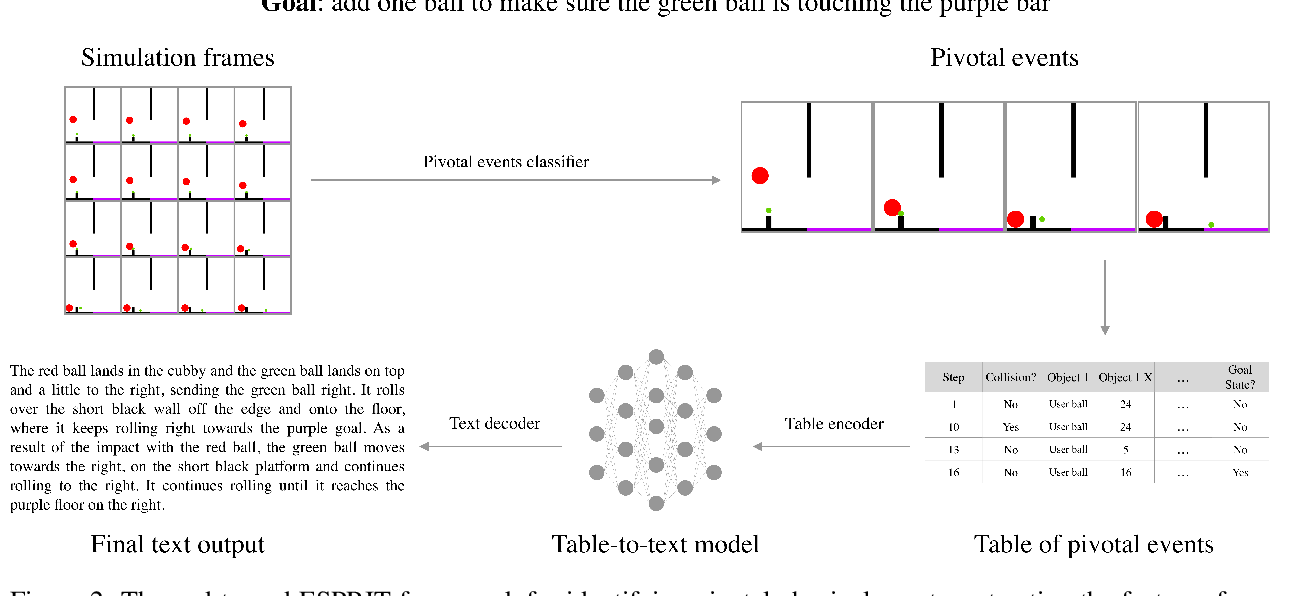 Goal: add one ball to make sure the green ball is touching the purple bar
Simulation frames
Pivotal events
Pivotal events classifier
The red ball lands in the cubby and the green ball lands on top
and a little to the right, sending the green ball right. It rolls
over the short black wall off the edge and onto the floor,
where it keeps rolling right towards the purple goal. As a
result of the impact with the red ball, the green ball moves
towards the right, on the short black platform and continues
rolling to the right. It continues rolling until it reaches the
purple floor on the right.
Text decoder
Table encoder
Step Collision? Object 1 Object 1 X ... Goal State?
1 No User ball 24 ... No
10 Yes User ball 24 ... No
13 No User ball 5 ... No
16 No User ball 16 ... Yes
Final text output
Table-to-text model
Table of pivotal events
Figure 2: The end-to-end ESPRIT framework for identifying pivotal physical events, extracting the features of